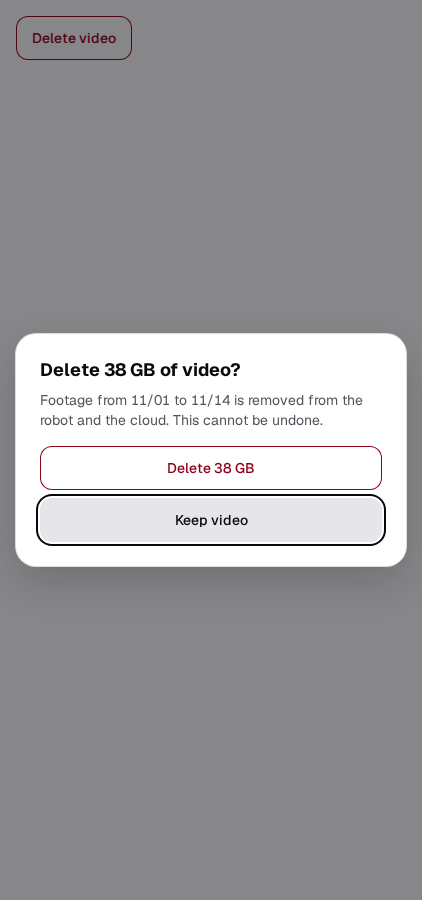 Delete video
Delete 38 GB of video?
Footage from 11/01 to 11/14 is removed from the
robot and the cloud. This cannot be undone.
Delete 38 GB
Keep video